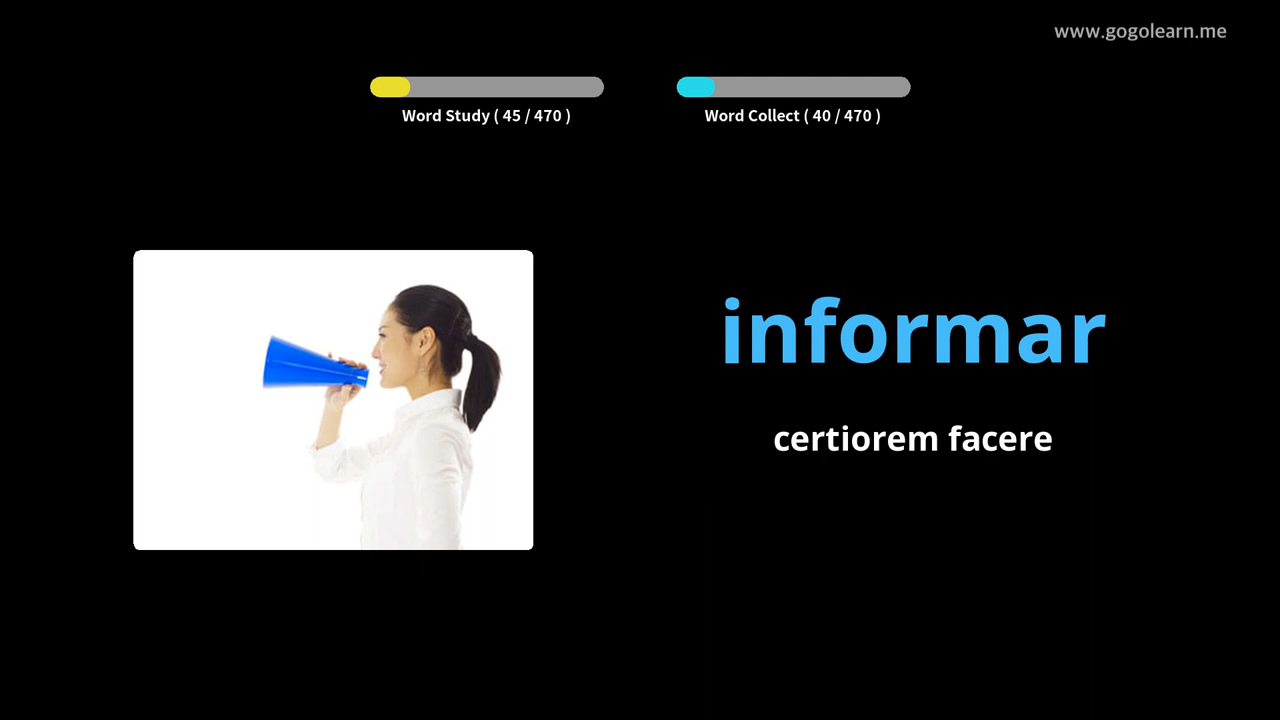 www.gogolearn.me
Word Study ( 45 / 470 )
Word Collect ( 40 / 470 )
informar
certiorem facere